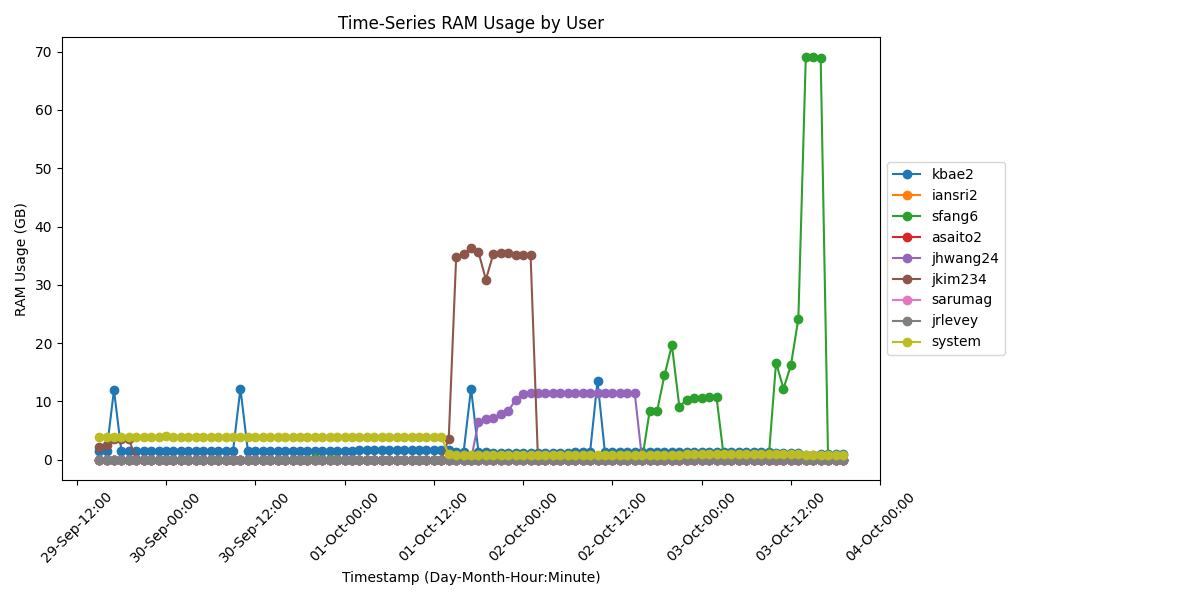 Time-Series RAM Usage by User
RAM Usage (GB)
70
60
50
40
30
20
10
0
29-Sep-12:00
30-Sep-00:00
30-Sep-12:00
01-Oct-00:00
01-Oct-12:00
02-Oct-00:00
02-Oct-12:00
03-Oct-00:00
03-Oct-12:00
04-Oct-00:00
Timestamp (Day-Month-Hour:Minute)
kbae2
iansri2
sfang6
asaito2
jhwang24
jkim234
sarumag
jrlevey
system